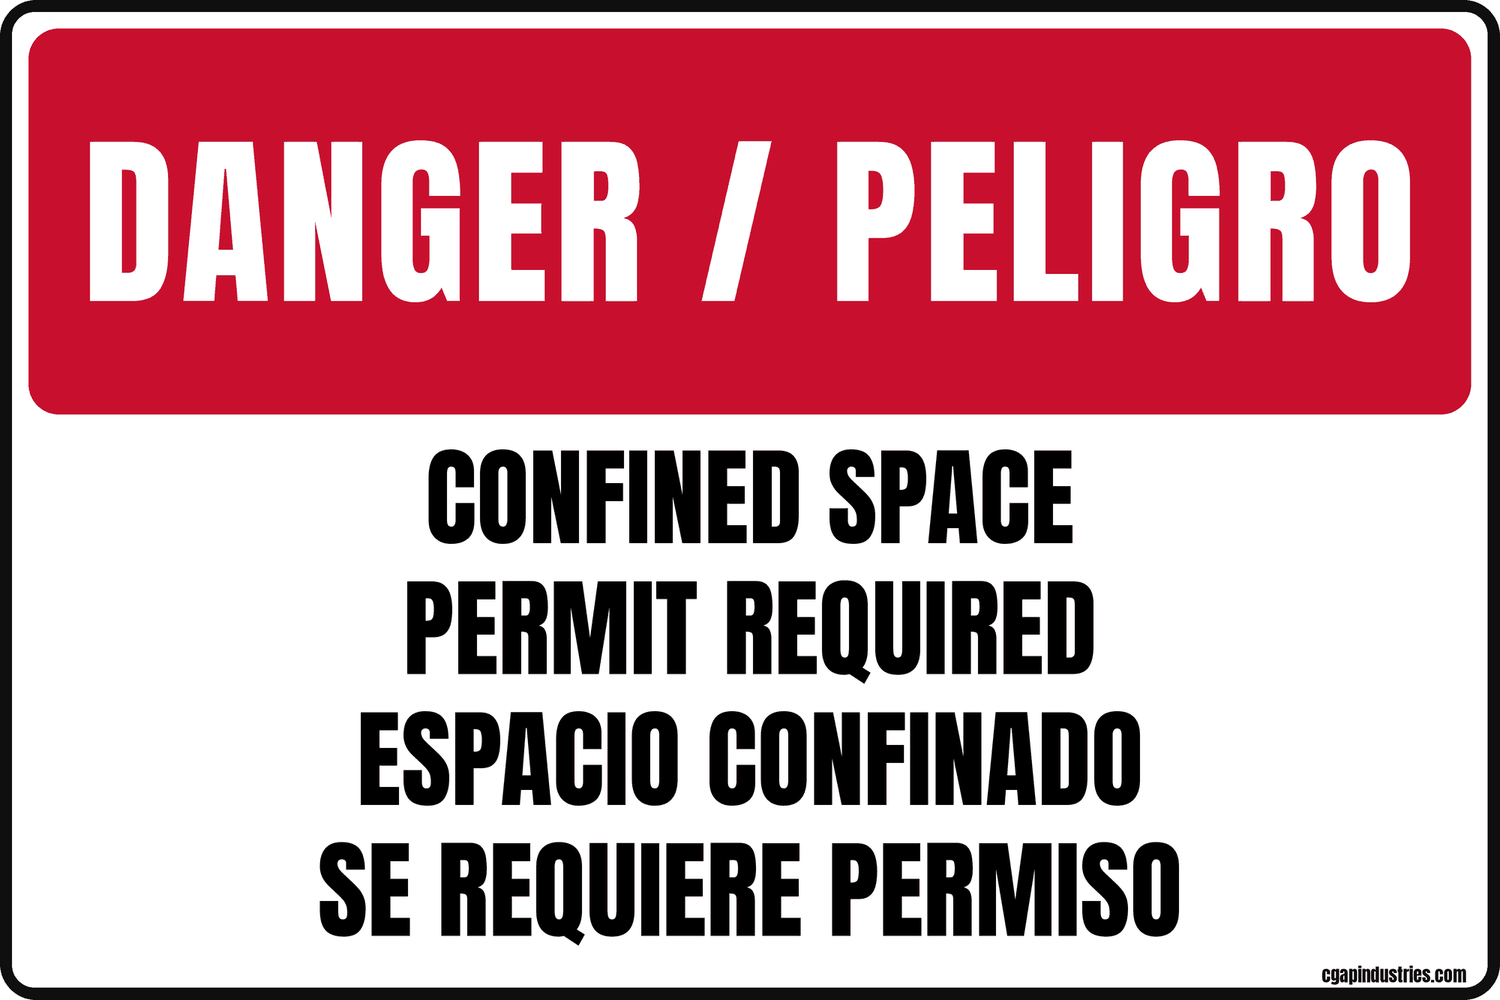 DANGER / PELIGRO
CONFINED SPACE
PERMIT REQUIRED
ESPACIO CONFINADO
SE REQUIERE PERMISO
cgapindustries.com